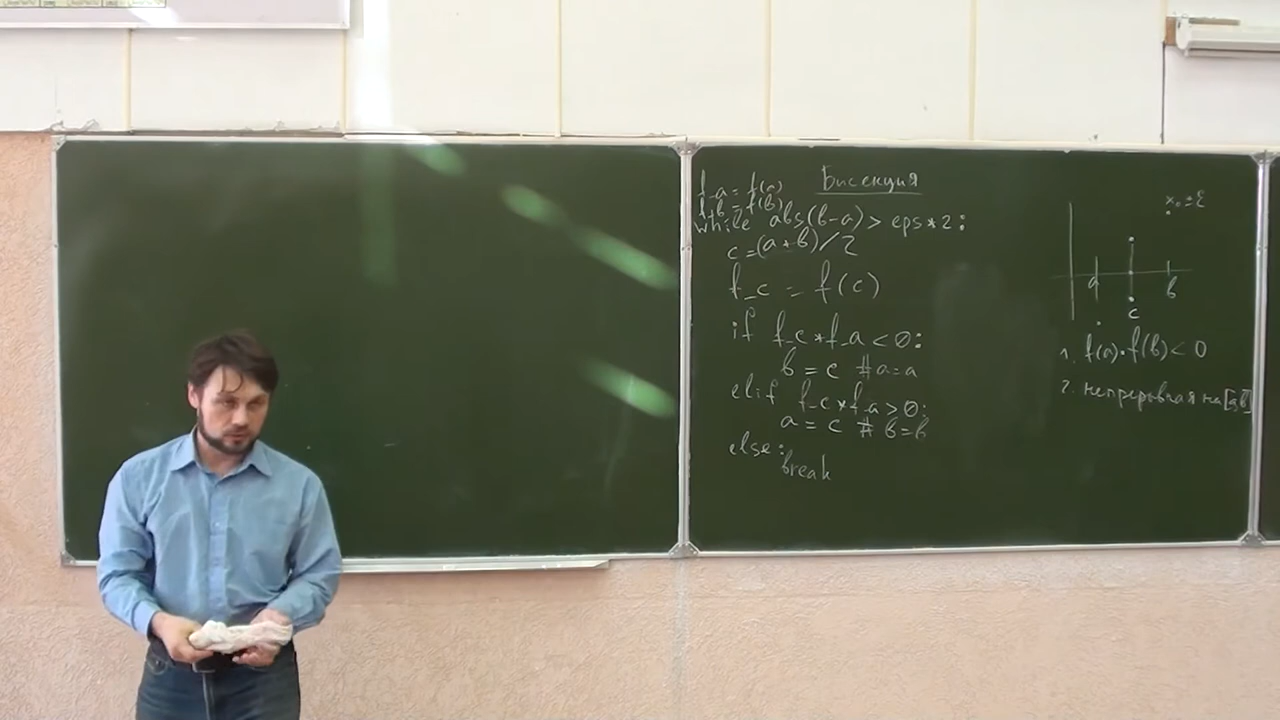 Бисекция
f_a = f(a)
f_b = f(b)
while abs(b-a) > eps*2:
c = (a+b)/2
f_c = f(c)
if f_c*f_a < 0:
b = c #a=a
elif f_c*f_a > 0:
a = c # b=b
else:
break
x₀ ± ε
a
b
c
1. f(a)·f(b) < 0
2. непрерывная на [a,b]